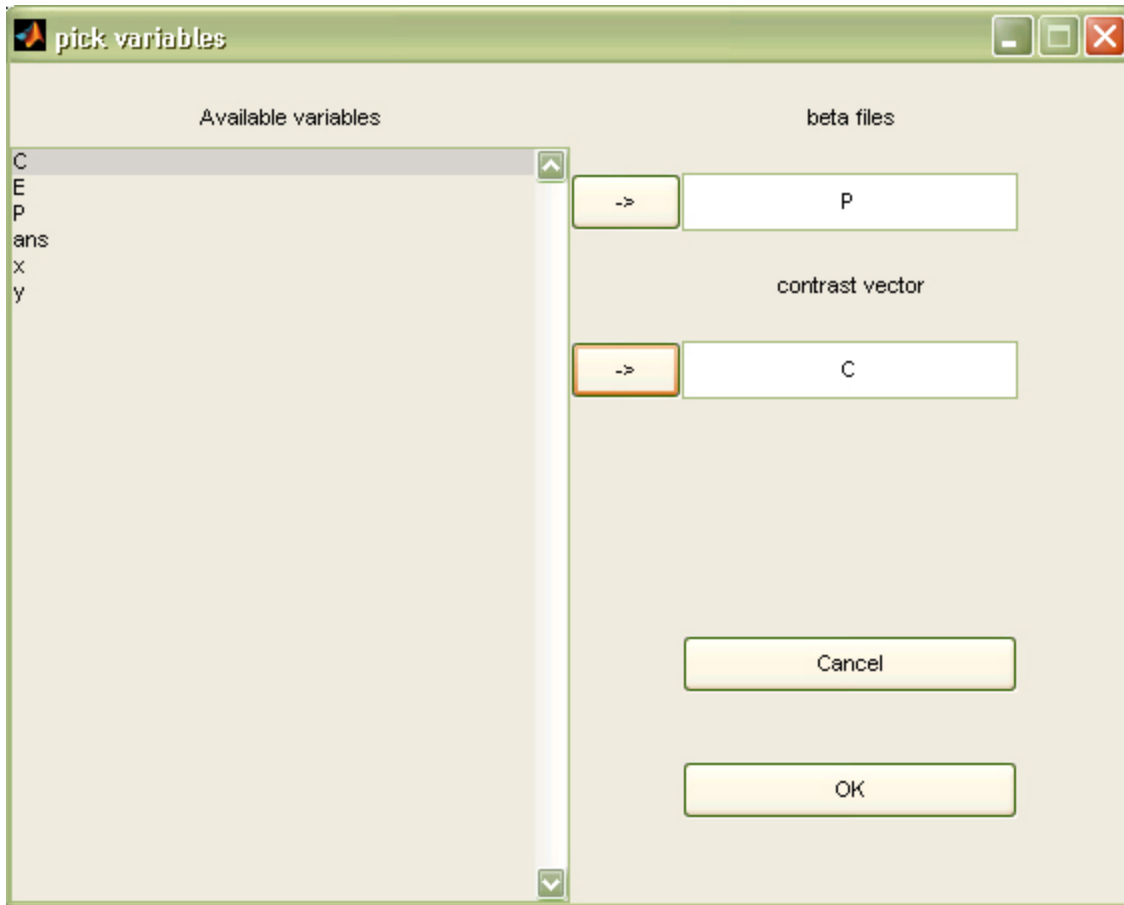 pick variables
Available variables
C
E
P
ans
x
y
beta files
->
P
contrast vector
->
C
Cancel
OK